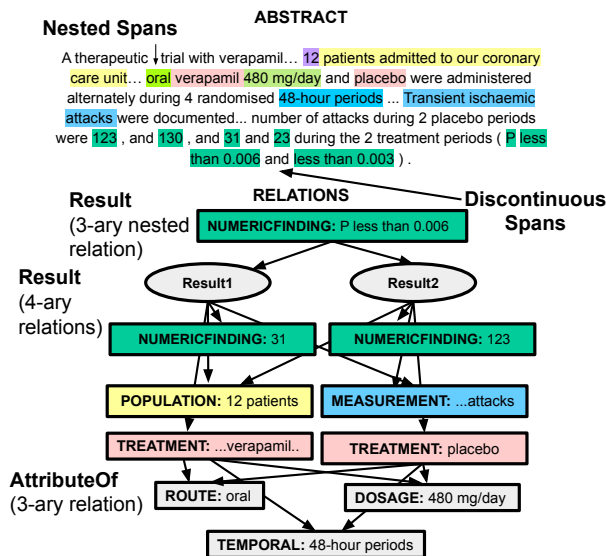 ABSTRACT
Nested Spans
A therapeutic trial with verapamil... 12 patients admitted to our coronary
care unit... oral verapamil 480 mg/day and placebo were administered
alternately during 4 randomised 48-hour periods ... Transient ischaemic
attacks were documented... number of attacks during 2 placebo periods
were 123 , and 130 , and 31 and 23 during the 2 treatment periods ( P less
than 0.006 and less than 0.003 ) .
Discontinuous
Spans
RELATIONS
Result
(3-ary nested
relation)
NUMERICFINDING: P less than 0.006
Result
(4-ary
relations)
Result1
Result2
NUMERICFINDING: 31
NUMERICFINDING: 123
POPULATION: 12 patients
MEASUREMENT: ...attacks
TREATMENT: ...verapamil..
TREATMENT: placebo
AttributeOf
(3-ary relation)
ROUTE: oral
DOSAGE: 480 mg/day
TEMPORAL: 48-hour periods